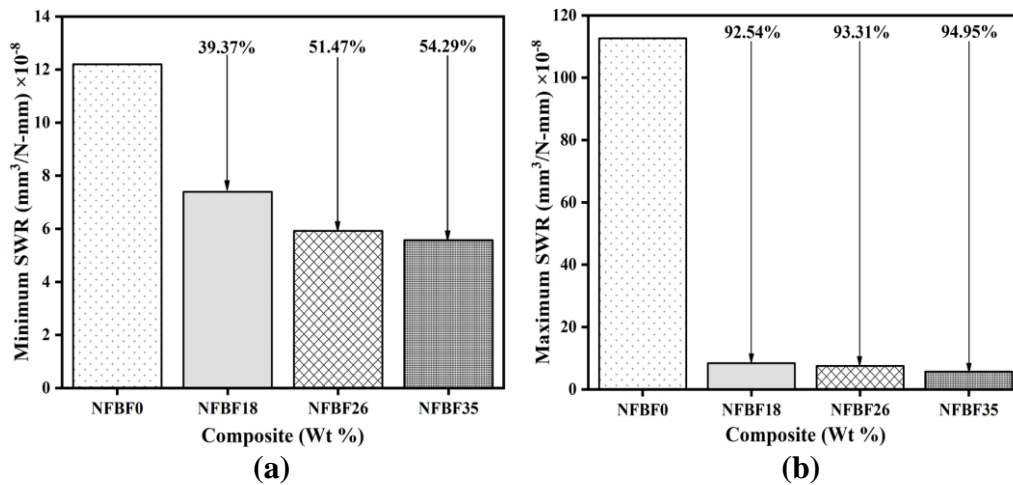 14
12
10
8
6
4
2
0
Minimum SWR (mm³/N-mm) ×10⁻⁸
39.37%
51.47%
54.29%
NFBF0
NFBF18
NFBF26
NFBF35
Composite (Wt %)
(a)
120
100
80
60
40
20
0
Maximum SWR (mm³/N-mm) ×10⁻⁸
92.54%
93.31%
94.95%
NFBF0
NFBF18
NFBF26
NFBF35
Composite (Wt %)
(b)